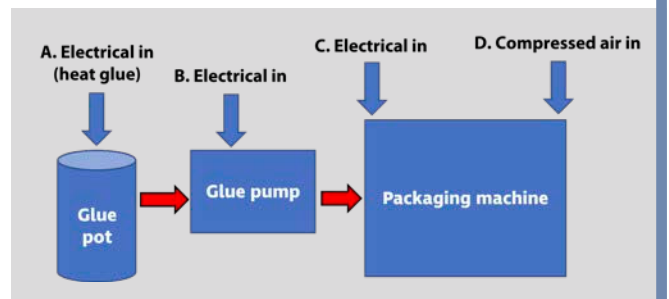 A. Electrical in
(heat glue)
B. Electrical in
C. Electrical in
D. Compressed air in
Glue
pot
Glue pump
Packaging machine